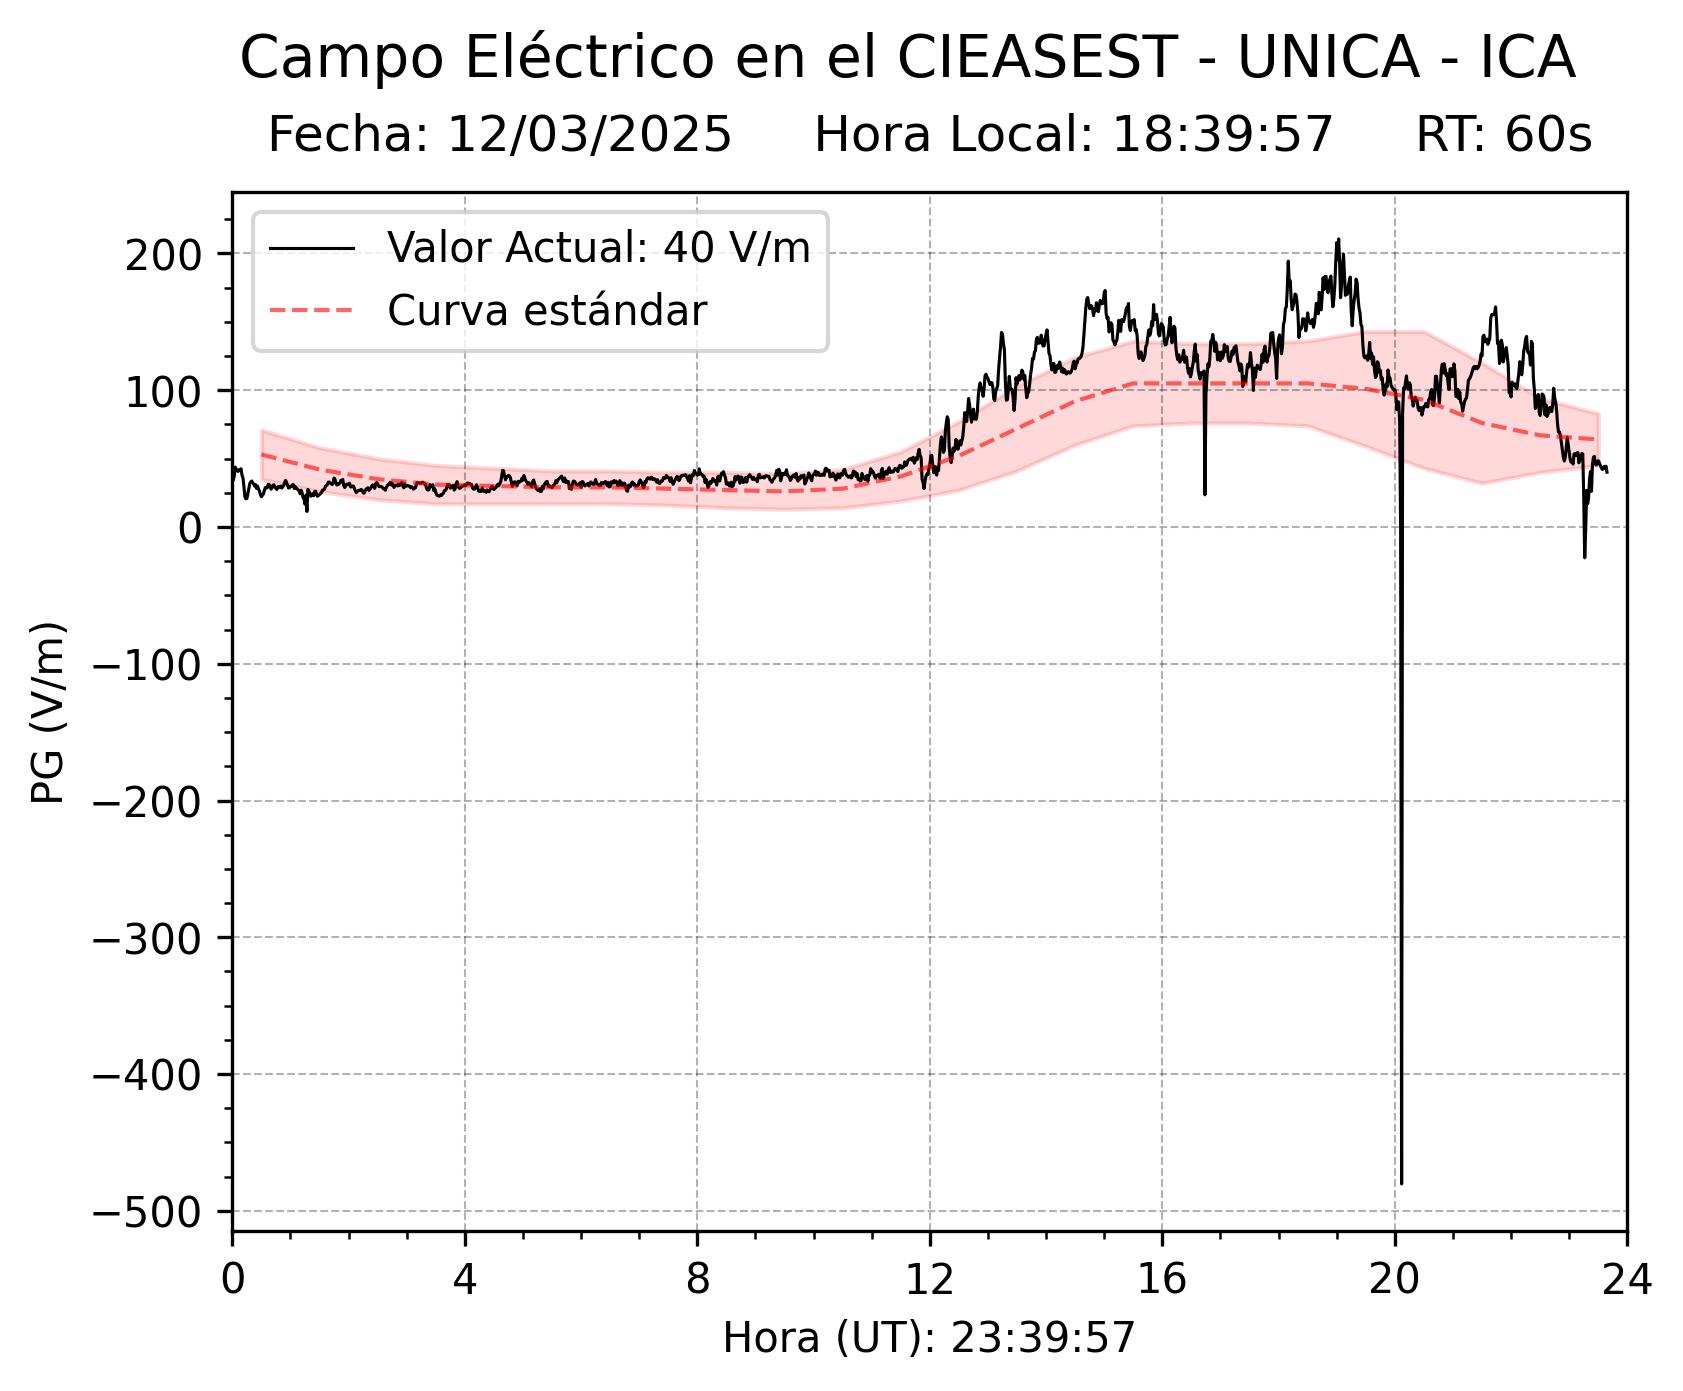 Campo Eléctrico en el CIEASEST - UNICA - ICA
Fecha: 12/03/2025 Hora Local: 18:39:57 RT: 60s
Valor Actual: 40 V/m
Curva estándar
200
100
0
−100
−200
−300
−400
−500
PG (V/m)
0 4 8 12 16 20 24
Hora (UT): 23:39:57